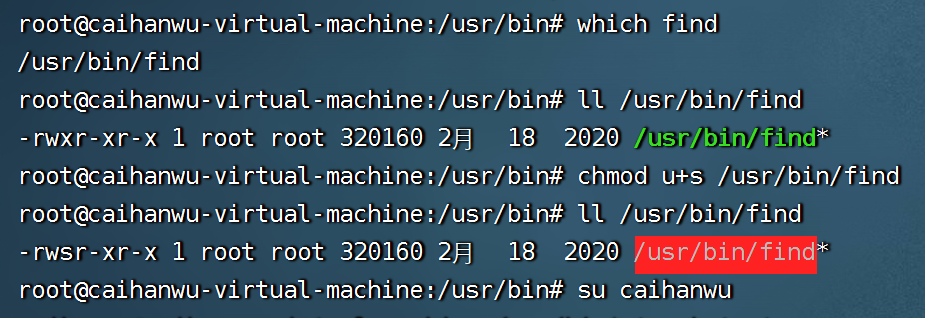 root@caihanwu-virtual-machine:/usr/bin# which find
/usr/bin/find
root@caihanwu-virtual-machine:/usr/bin# ll /usr/bin/find
-rwxr-xr-x 1 root root 320160 2月  18  2020 /usr/bin/find*
root@caihanwu-virtual-machine:/usr/bin# chmod u+s /usr/bin/find
root@caihanwu-virtual-machine:/usr/bin# ll /usr/bin/find
-rwsr-xr-x 1 root root 320160 2月  18  2020 /usr/bin/find*
root@caihanwu-virtual-machine:/usr/bin# su caihanwu